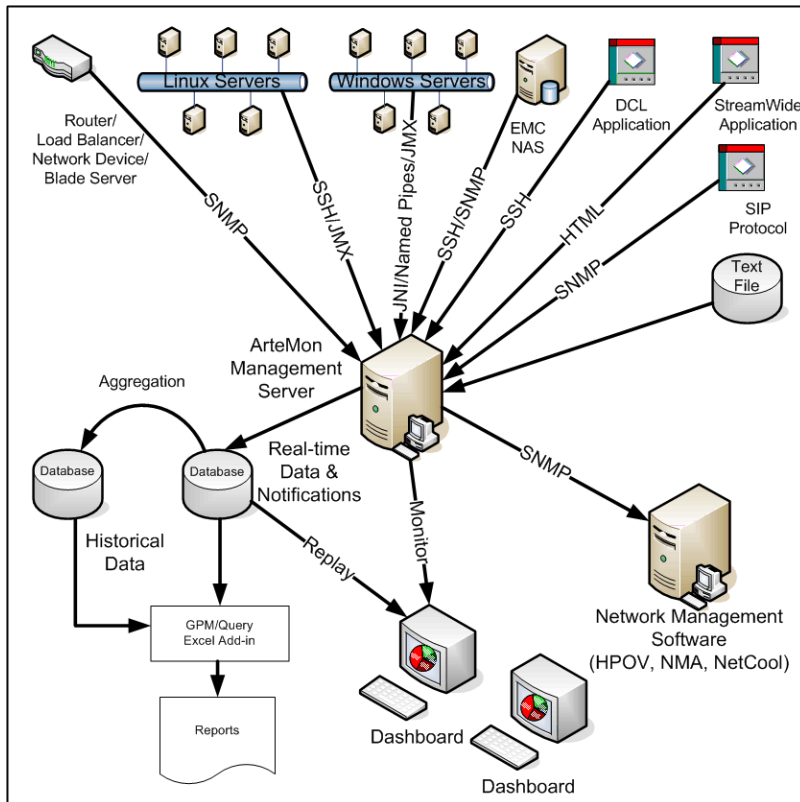 Linux Servers
Windows Servers
Router/
Load Balancer/
Network Device/
Blade Server
EMC
NAS
DCL
Application
StreamWide
Application
SIP
Protocol
Text
File
SNMP
SSH/JMX
JNI/Named Pipes/JMX
SSH/SNMP
SSH
HTML
SNMP
ArteMon
Management
Server
Aggregation
Database
Database
Real-time
Data &
Notifications
Historical
Data
Replay
Monitor
SNMP
GPM/Query
Excel Add-in
Reports
Dashboard
Dashboard
Network Management
Software
(HPOV, NMA, NetCool)